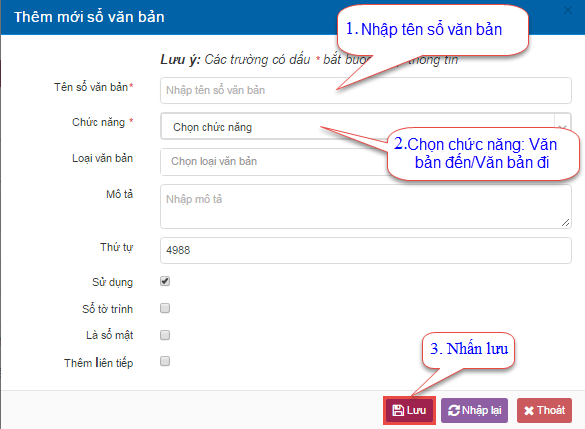 Thêm mới sổ văn bản
×
1. Nhập tên sổ văn bản
Lưu ý: Các trường có dấu * bắt buộc thông tin
Tên sổ văn bản*
Nhập tên sổ văn bản
Chức năng *
Chọn chức năng
2.Chọn chức năng: Văn
bản đến/Văn bản đi
Loại văn bản
Chọn loại văn bản
Mô tả
Nhập mô tả
Thứ tự
4988
Sử dụng
Sổ tờ trình
Là sổ mật
Thêm liên tiếp
3. Nhấn lưu
Lưu
Nhập lại
Thoát